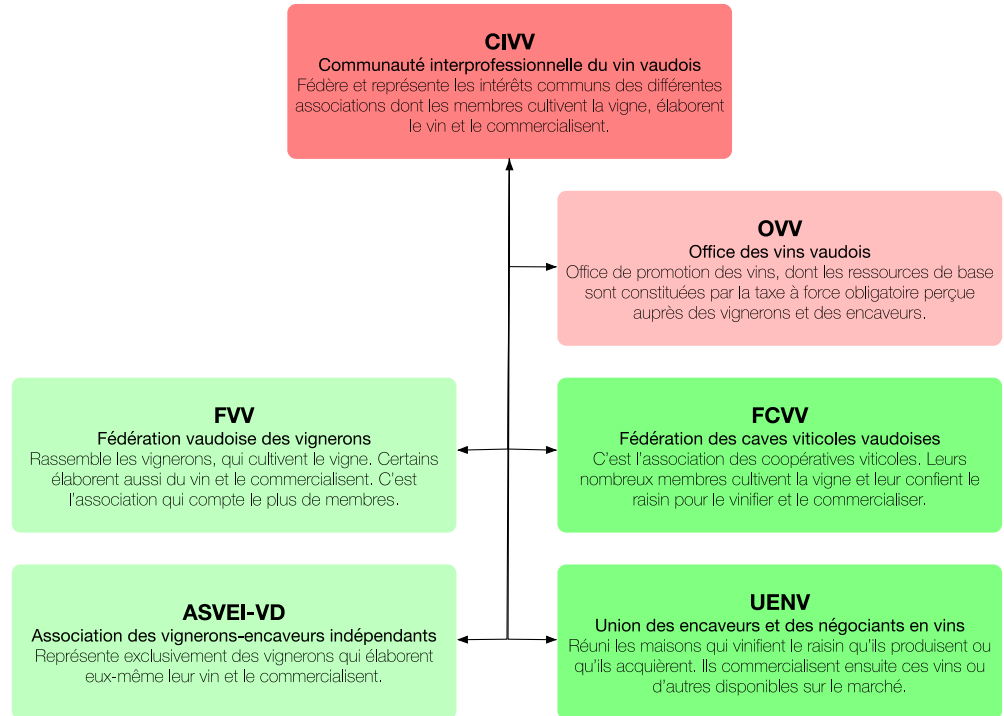 CIVV
Communauté interprofessionnelle du vin vaudois
Fédère et représente les intérêts communs des différentes
associations dont les membres cultivent la vigne, élaborent
le vin et le commercialisent.
OVV
Office des vins vaudois
Office de promotion des vins, dont les ressources de base
sont constituées par la taxe à force obligatoire perçue
auprès des vignerons et des encaveurs.
FVV
Fédération vaudoise des vignerons
Rassemble les vignerons, qui cultivent le vigne. Certains
élaborent aussi du vin et le commercialisent. C'est
l'association qui compte le plus de membres.
FCVV
Fédération des caves viticoles vaudoises
C'est l'association des coopératives viticoles. Leurs
nombreux membres cultivent la vigne et leur confient le
raisin pour le vinifier et le commercialiser.
ASVEI-VD
Association des vignerons-encaveurs indépendants
Représente exclusivement des vignerons qui élaborent
eux-même leur vin et le commercialisent.
UENV
Union des encaveurs et des négociants en vins
Réuni les maisons qui vinifient le raisin qu'ils produisent ou
qu'ils acquièrent. Ils commercialisent ensuite ces vins ou
d'autres disponibles sur le marché.